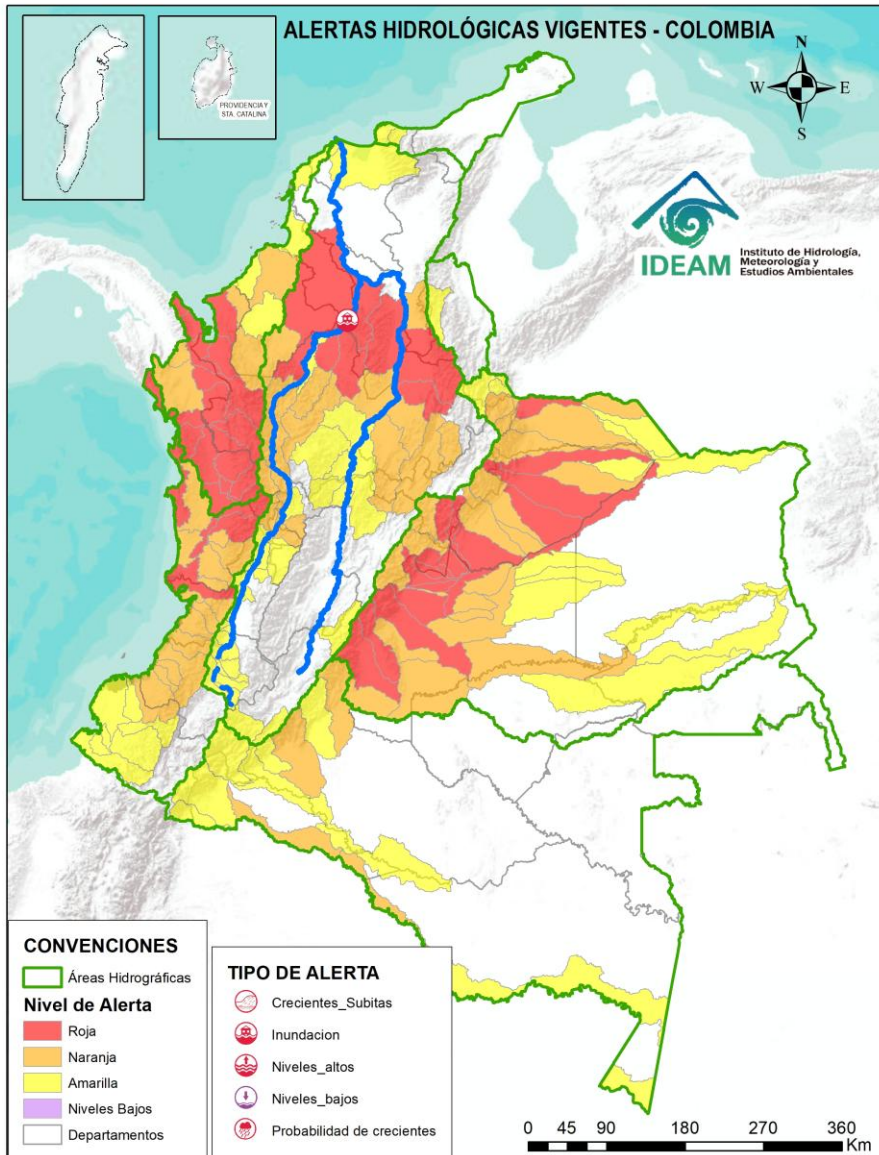 ALERTAS HIDROLÓGICAS VIGENTES - COLOMBIA
PROVIDENCIA Y
STA. CATALINA
N
W
E
S
IDEAM
Instituto de Hidrología,
Meteorología y
Estudios Ambientales
CONVENCIONES
Áreas Hidrográficas
Nivel de Alerta
Roja
Naranja
Amarilla
Niveles Bajos
Departamentos
TIPO DE ALERTA
Crecientes_Subitas
Inundacion
Niveles_altos
Niveles_bajos
Probabilidad de crecientes
0 45 90 180 270 360
Km